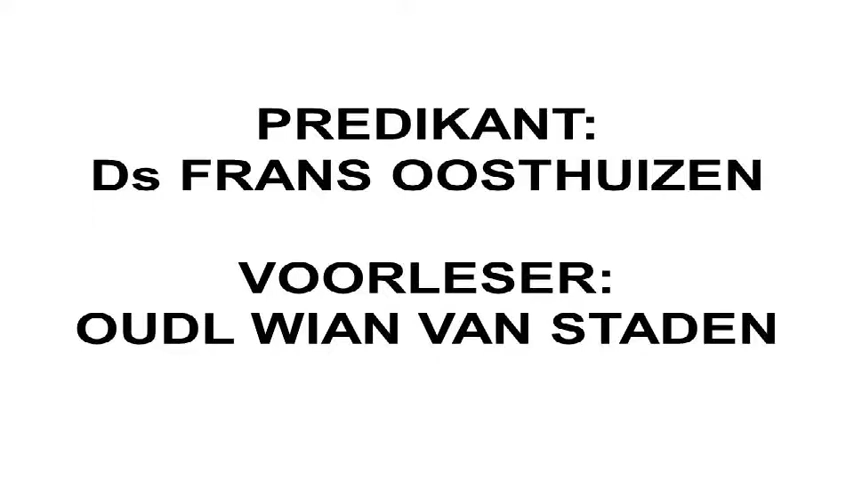 PREDIKANT:
Ds FRANS OOSTHUIZEN
VOORLESER:
OUDL WIAN VAN STADEN